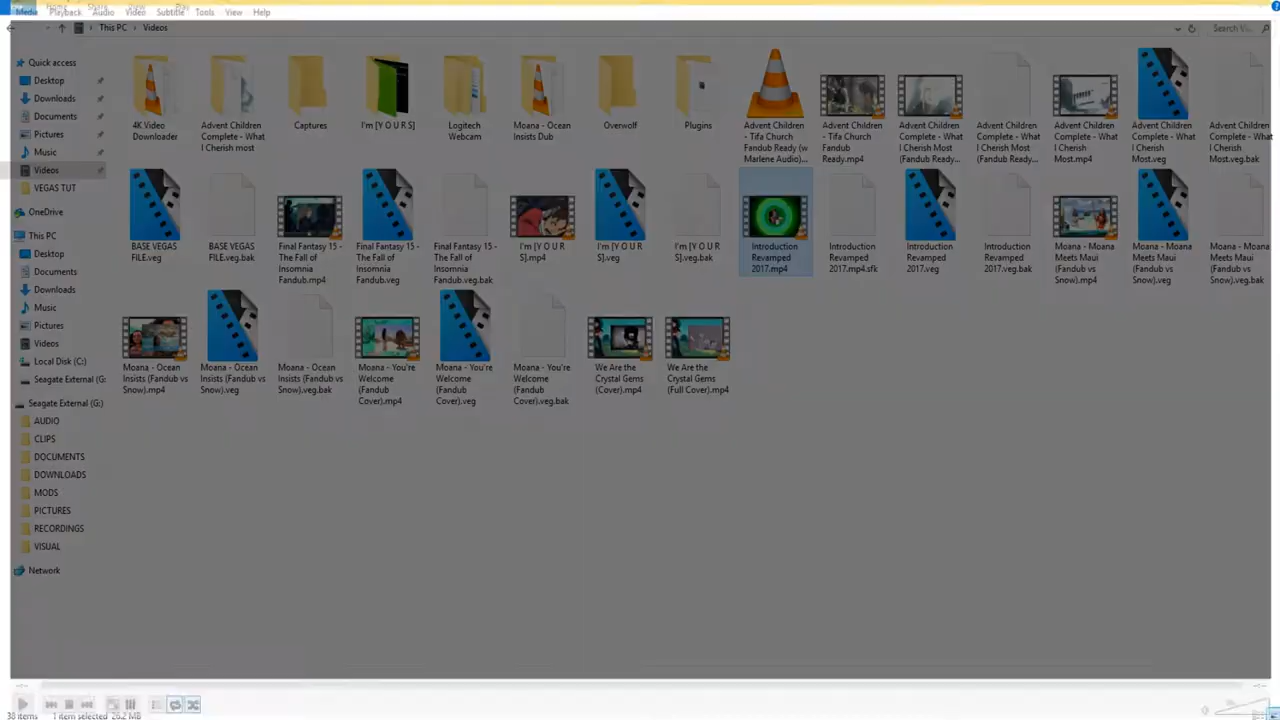 Media Playback Audio Video Subtitle Tools View Help
This PC > Videos
Search Vi...
Quick access
Desktop
Downloads
Documents
Pictures
Music
Videos
VEGAS TUT
OneDrive
This PC
Desktop
Documents
Downloads
Music
Pictures
Videos
Local Disk (C:)
Seagate External (G:
Seagate External (G:)
AUDIO
CLIPS
DOCUMENTS
DOWNLOADS
MODS
PICTURES
RECORDINGS
VISUAL
Network
4K Video
Downloader
Advent Children
Complete - What
I Cherish most
Captures
I'm [Y O U R S]
Logitech
Webcam
Moana - Ocean
Insists Dub
Overwolf
Plugins
Advent Children
- Tifa Church
Fandub Ready (w
Marlene Audio)...
Advent Children
- Tifa Church
Fandub
Ready.mp4
Advent Children
Complete - What
I Cherish Most
(Fandub Ready...
Advent Children
Complete - What
I Cherish Most
(Fandub Ready...
Advent Children
Complete - What
I Cherish
Most.mp4
Advent Children
Complete - What
I Cherish
Most.veg
Advent Children
Complete - What
I Cherish
Most.veg.bak
BASE VEGAS
FILE.veg
BASE VEGAS
FILE.veg.bak
Final Fantasy 15 -
The Fall of
Insomnia
Fandub.mp4
Final Fantasy 15 -
The Fall of
Insomnia
Fandub.veg
Final Fantasy 15 -
The Fall of
Insomnia
Fandub.veg.bak
I'm [Y O U R
S].mp4
I'm [Y O U R
S].veg
I'm [Y O U R
S].veg.bak
Introduction
Revamped
2017.mp4
Introduction
Revamped
2017.mp4.sfk
Introduction
Revamped
2017.veg
Introduction
Revamped
2017.veg.bak
Moana - Moana
Meets Maui
(Fandub vs
Snow).mp4
Moana - Moana
Meets Maui
(Fandub vs
Snow).veg
Moana - Moana
Meets Maui
(Fandub vs
Snow).veg.bak
Moana - Ocean
Insists (Fandub vs
Snow).mp4
Moana - Ocean
Insists (Fandub vs
Snow).veg
Moana - Ocean
Insists (Fandub vs
Snow).veg.bak
Moana - You're
Welcome
(Fandub
Cover).mp4
Moana - You're
Welcome
(Fandub
Cover).veg
Moana - You're
Welcome
(Fandub
Cover).veg.bak
We Are the
Crystal Gems
(Cover).mp4
We Are the
Crystal Gems
(Full Cover).mp4
38 items 1 item selected 26.2 MB